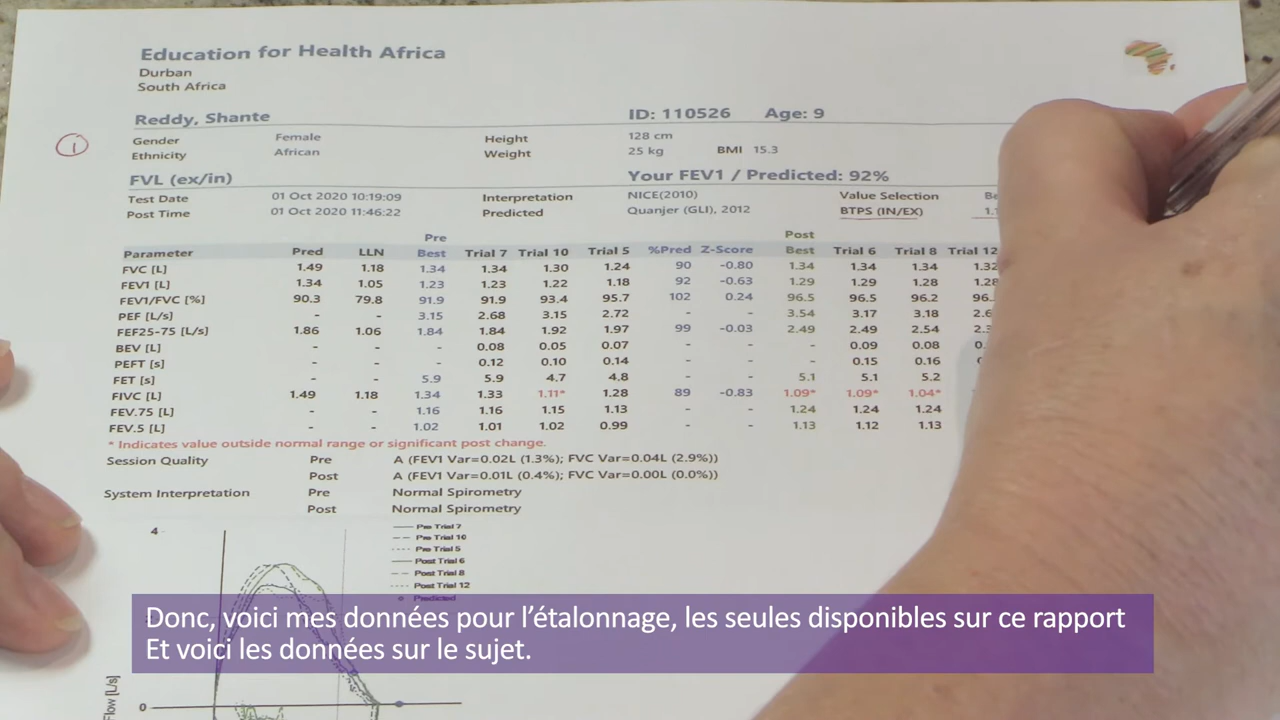 Education for Health Africa
Durban
South Africa
Reddy, Shante ID: 110526 Age: 9
1
Gender Female Height 128 cm
Ethnicity African Weight 25 kg BMI 15.3
FVL (ex/in) Your FEV1 / Predicted: 92%
Test Date 01 Oct 2020 10:19:09 Interpretation NICE(2010) Value Selection
Post Time 01 Oct 2020 11:46:22 Predicted Quanjer (GLI), 2012 BTPS (IN/EX)
Pre Post
Parameter Pred LLN Best Trial 7 Trial 10 Trial 5 %Pred Z-Score Best Trial 6 Trial 8 Trial 12
FVC [L] 1.49 1.18 1.34 1.34 1.30 1.24 90 -0.80 1.34 1.34 1.34 1.32
FEV1 [L] 1.34 1.05 1.23 1.23 1.22 1.18 92 -0.63 1.29 1.29 1.28 1.28
FEV1/FVC [%] 90.3 79.8 91.9 91.9 93.4 95.7 102 0.24 96.5 96.5 96.2
PEF [L/s] - - 3.15 2.68 3.15 2.72 - - 3.54 3.17 3.18
FEF25-75 [L/s] 1.86 1.06 1.84 1.84 1.92 1.97 99 -0.03 2.49 2.49 2.54
BEV [L] - - - 0.08 0.05 0.07 - - - 0.09 0.08
PEFT [s] - - - 0.12 0.10 0.14 - - - 0.15 0.16
FET [s] - - 5.9 5.9 4.7 4.8 - - 5.1 5.1 5.2
FIVC [L] 1.49 1.18 1.34 1.33 1.11* 1.28 89 -0.83 1.09* 1.09* 1.04*
FEV.75 [L] - - 1.16 1.16 1.15 1.13 - - 1.24 1.24 1.24
FEV.5 [L] - - 1.02 1.01 1.02 0.99 - - 1.13 1.12 1.13
* Indicates value outside normal range or significant post change.
Session Quality Pre A (FEV1 Var=0.02L (1.3%); FVC Var=0.04L (2.9%))
Post A (FEV1 Var=0.01L (0.4%); FVC Var=0.00L (0.0%))
System Interpretation Pre Normal Spirometry
Post Normal Spirometry
4
Pre Trial 7
Pre Trial 10
Pre Trial 5
Post Trial 6
Post Trial 8
Post Trial 12
Predicted
Donc, voici mes données pour l'étalonnage, les seules disponibles sur ce rapport
Et voici les données sur le sujet.
Flow [L/s]
0